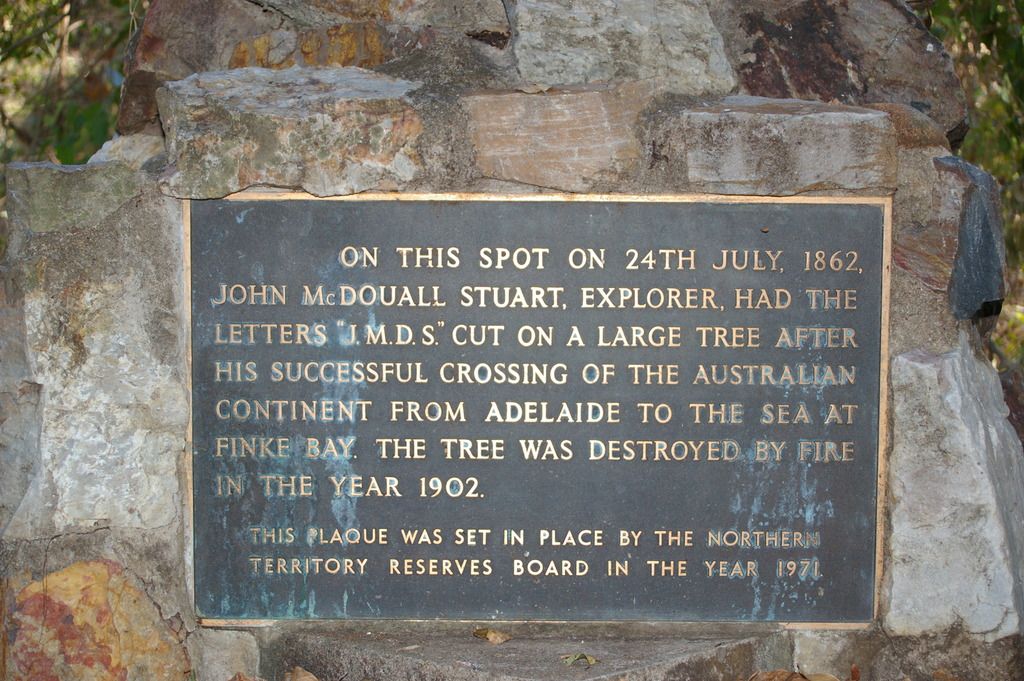 ON THIS SPOT ON 24TH JULY, 1862,
JOHN McDOUALL STUART, EXPLORER, HAD THE
LETTERS "J.M.D.S." CUT ON A LARGE TREE AFTER
HIS SUCCESSFUL CROSSING OF THE AUSTRALIAN
CONTINENT FROM ADELAIDE TO THE SEA AT
FINKE BAY. THE TREE WAS DESTROYED BY FIRE
IN THE YEAR 1902.
THIS PLAQUE WAS SET IN PLACE BY THE NORTHERN
TERRITORY RESERVES BOARD IN THE YEAR 1971